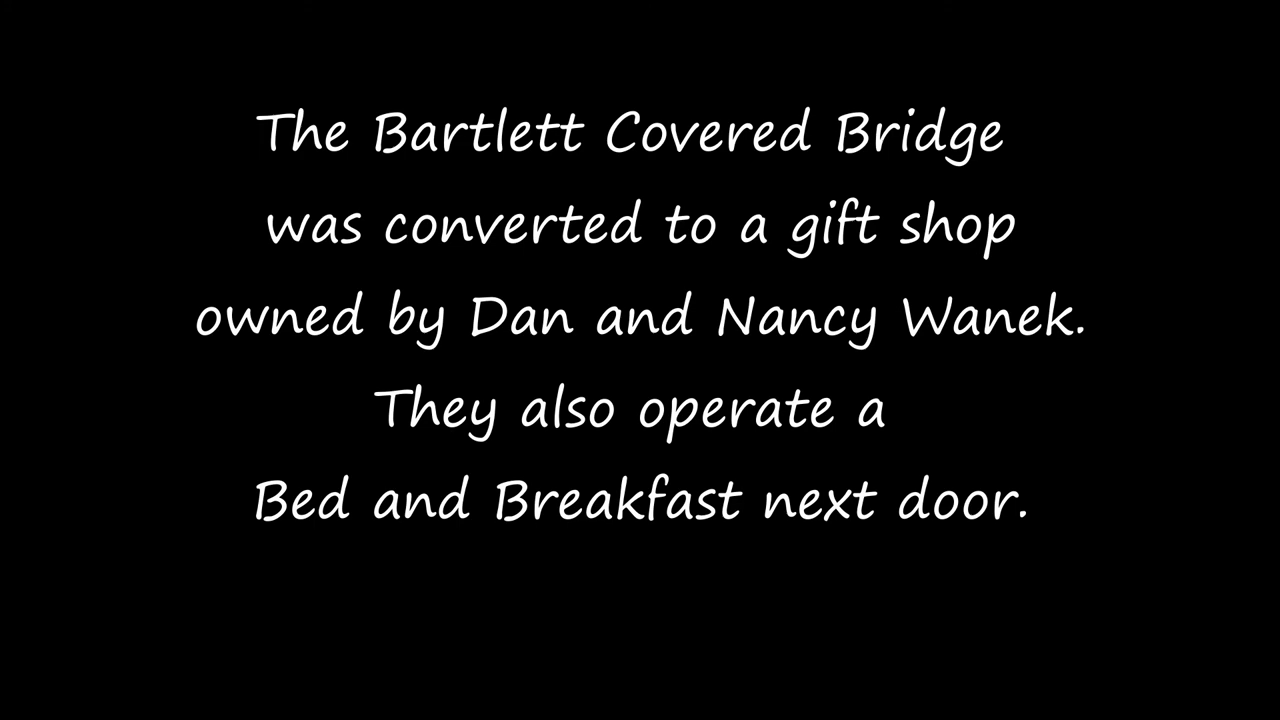 The Bartlett Covered Bridge
was converted to a gift shop
owned by Dan and Nancy Wanek.
They also operate a
Bed and Breakfast next door.